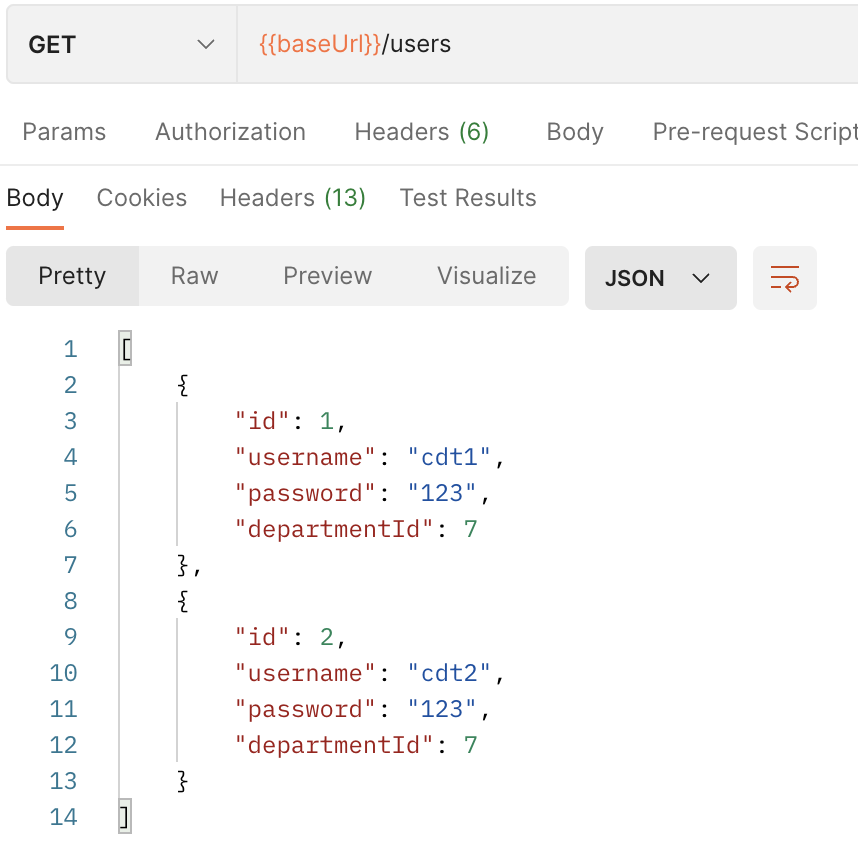 GET {{baseUrl}}/users
Params Authorization Headers (6) Body Pre-request Script
Body Cookies Headers (13) Test Results
Pretty Raw Preview Visualize JSON
1 [
2 {
3 "id": 1,
4 "username": "cdt1",
5 "password": "123",
6 "departmentId": 7
7 },
8 {
9 "id": 2,
10 "username": "cdt2",
11 "password": "123",
12 "departmentId": 7
13 }
14 ]